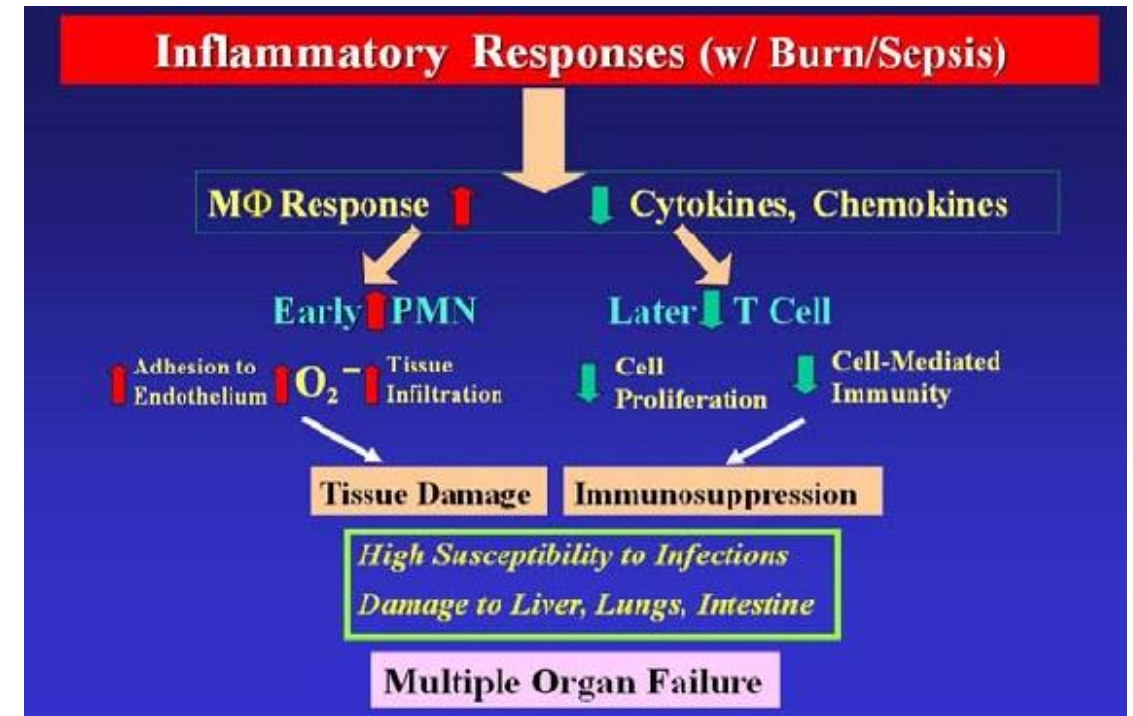 Inflammatory Responses (w/ Burn/Sepsis)
MΦ Response
Cytokines, Chemokines
Early PMN
Later T Cell
Adhesion to
Endothelium
O₂⁻
Tissue
Infiltration
Cell
Proliferation
Cell-Mediated
Immunity
Tissue Damage
Immunosuppression
High Susceptibility to Infections
Damage to Liver, Lungs, Intestine
Multiple Organ Failure